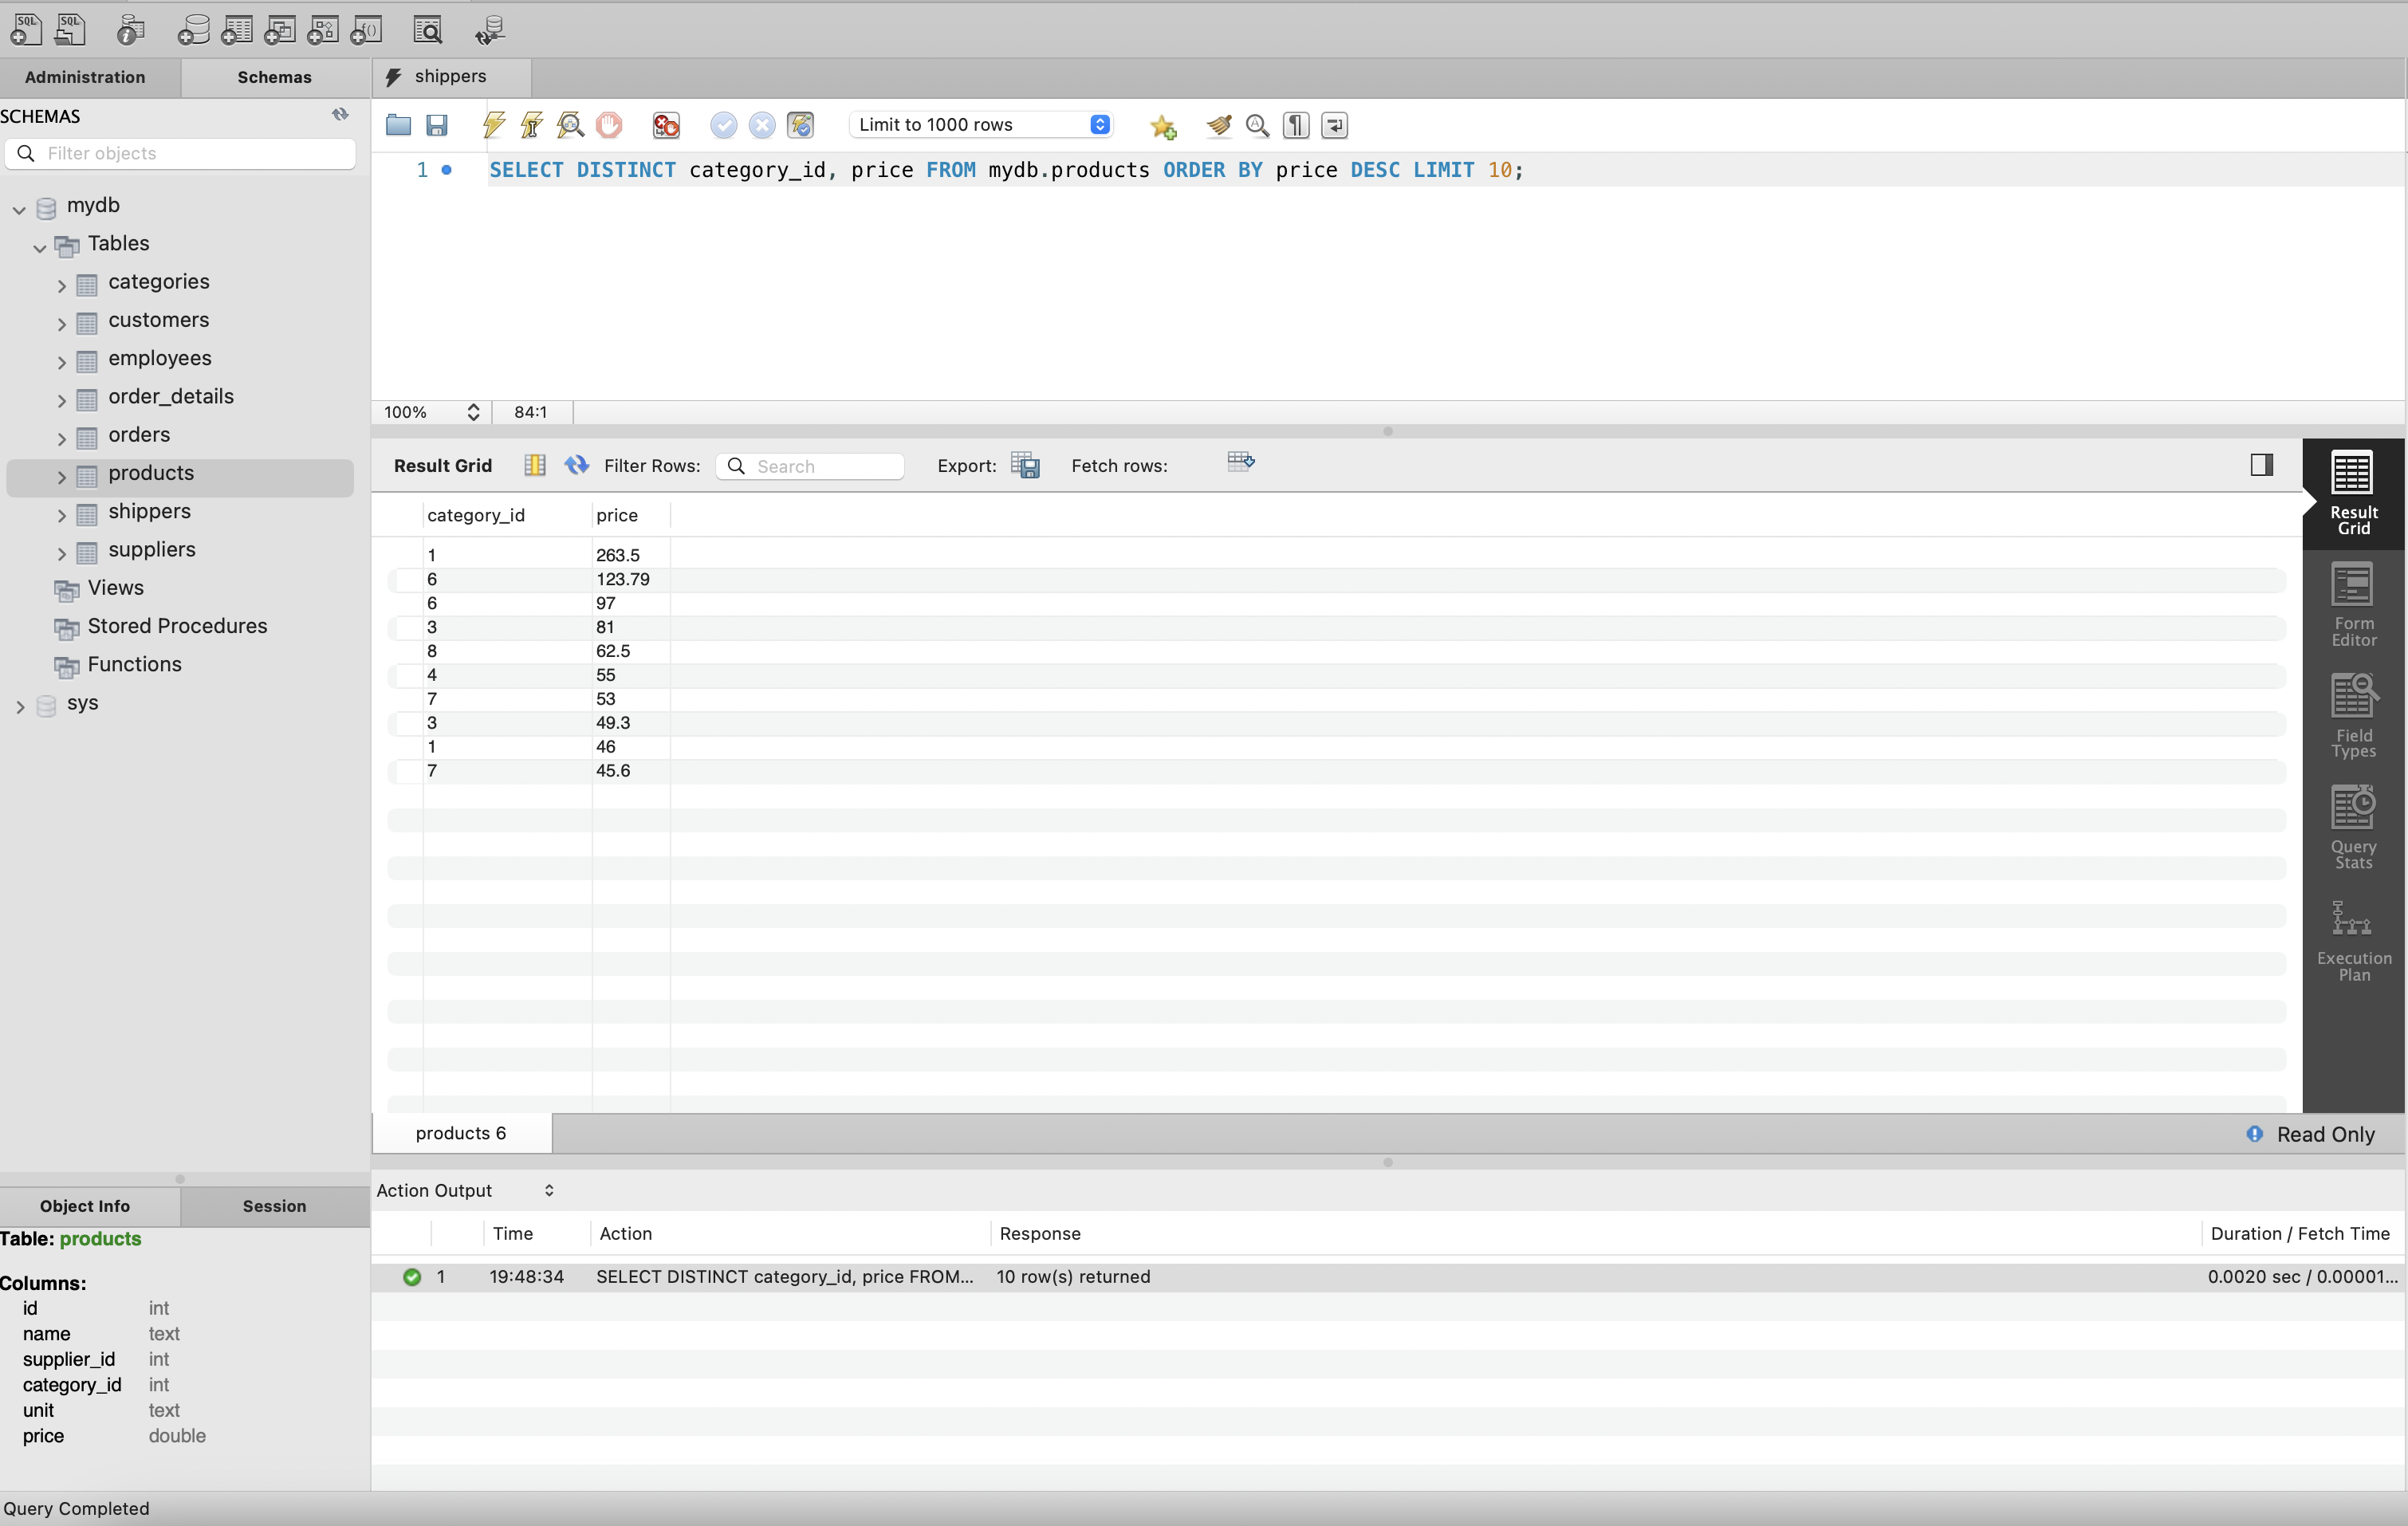 SQL SQL
Administration Schemas shippers
SCHEMAS
Filter objects
Limit to 1000 rows
1 SELECT DISTINCT category_id, price FROM mydb.products ORDER BY price DESC LIMIT 10;
mydb
Tables
categories
customers
employees
order_details
orders
products
shippers
suppliers
Views
Stored Procedures
Functions
sys
100% 84:1
Result Grid Filter Rows: Search Export: Fetch rows:
category_id price
1 263.5
6 123.79
6 97
3 81
8 62.5
4 55
7 53
3 49.3
1 46
7 45.6
Result
Grid
Form
Editor
Field
Types
Query
Stats
Execution
Plan
products 6 Read Only
Object Info Session
Table: products
Columns:
id int
name text
supplier_id int
category_id int
unit text
price double
Action Output
Time Action Response Duration / Fetch Time
1 19:48:34 SELECT DISTINCT category_id, price FROM... 10 row(s) returned 0.0020 sec / 0.00001...
Query Completed